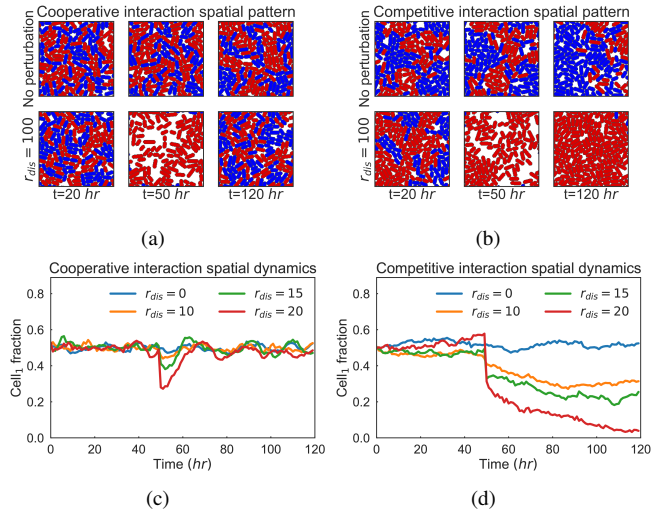 Cooperative interaction spatial pattern
No perturbation
r_dis = 100
t=20 hr
t=50 hr
t=120 hr
(a)
Competitive interaction spatial pattern
No perturbation
r_dis = 100
t=20 hr
t=50 hr
t=120 hr
(b)
Cooperative interaction spatial dynamics
r_dis = 0
r_dis = 15
r_dis = 10
r_dis = 20
Cell₁ fraction
0.8
0.6
0.4
0.2
0.0
0 20 40 60 80 100 120
Time (hr)
(c)
Competitive interaction spatial dynamics
r_dis = 0
r_dis = 15
r_dis = 10
r_dis = 20
Cell₁ fraction
0.8
0.6
0.4
0.2
0.0
0 20 40 60 80 100 120
Time (hr)
(d)